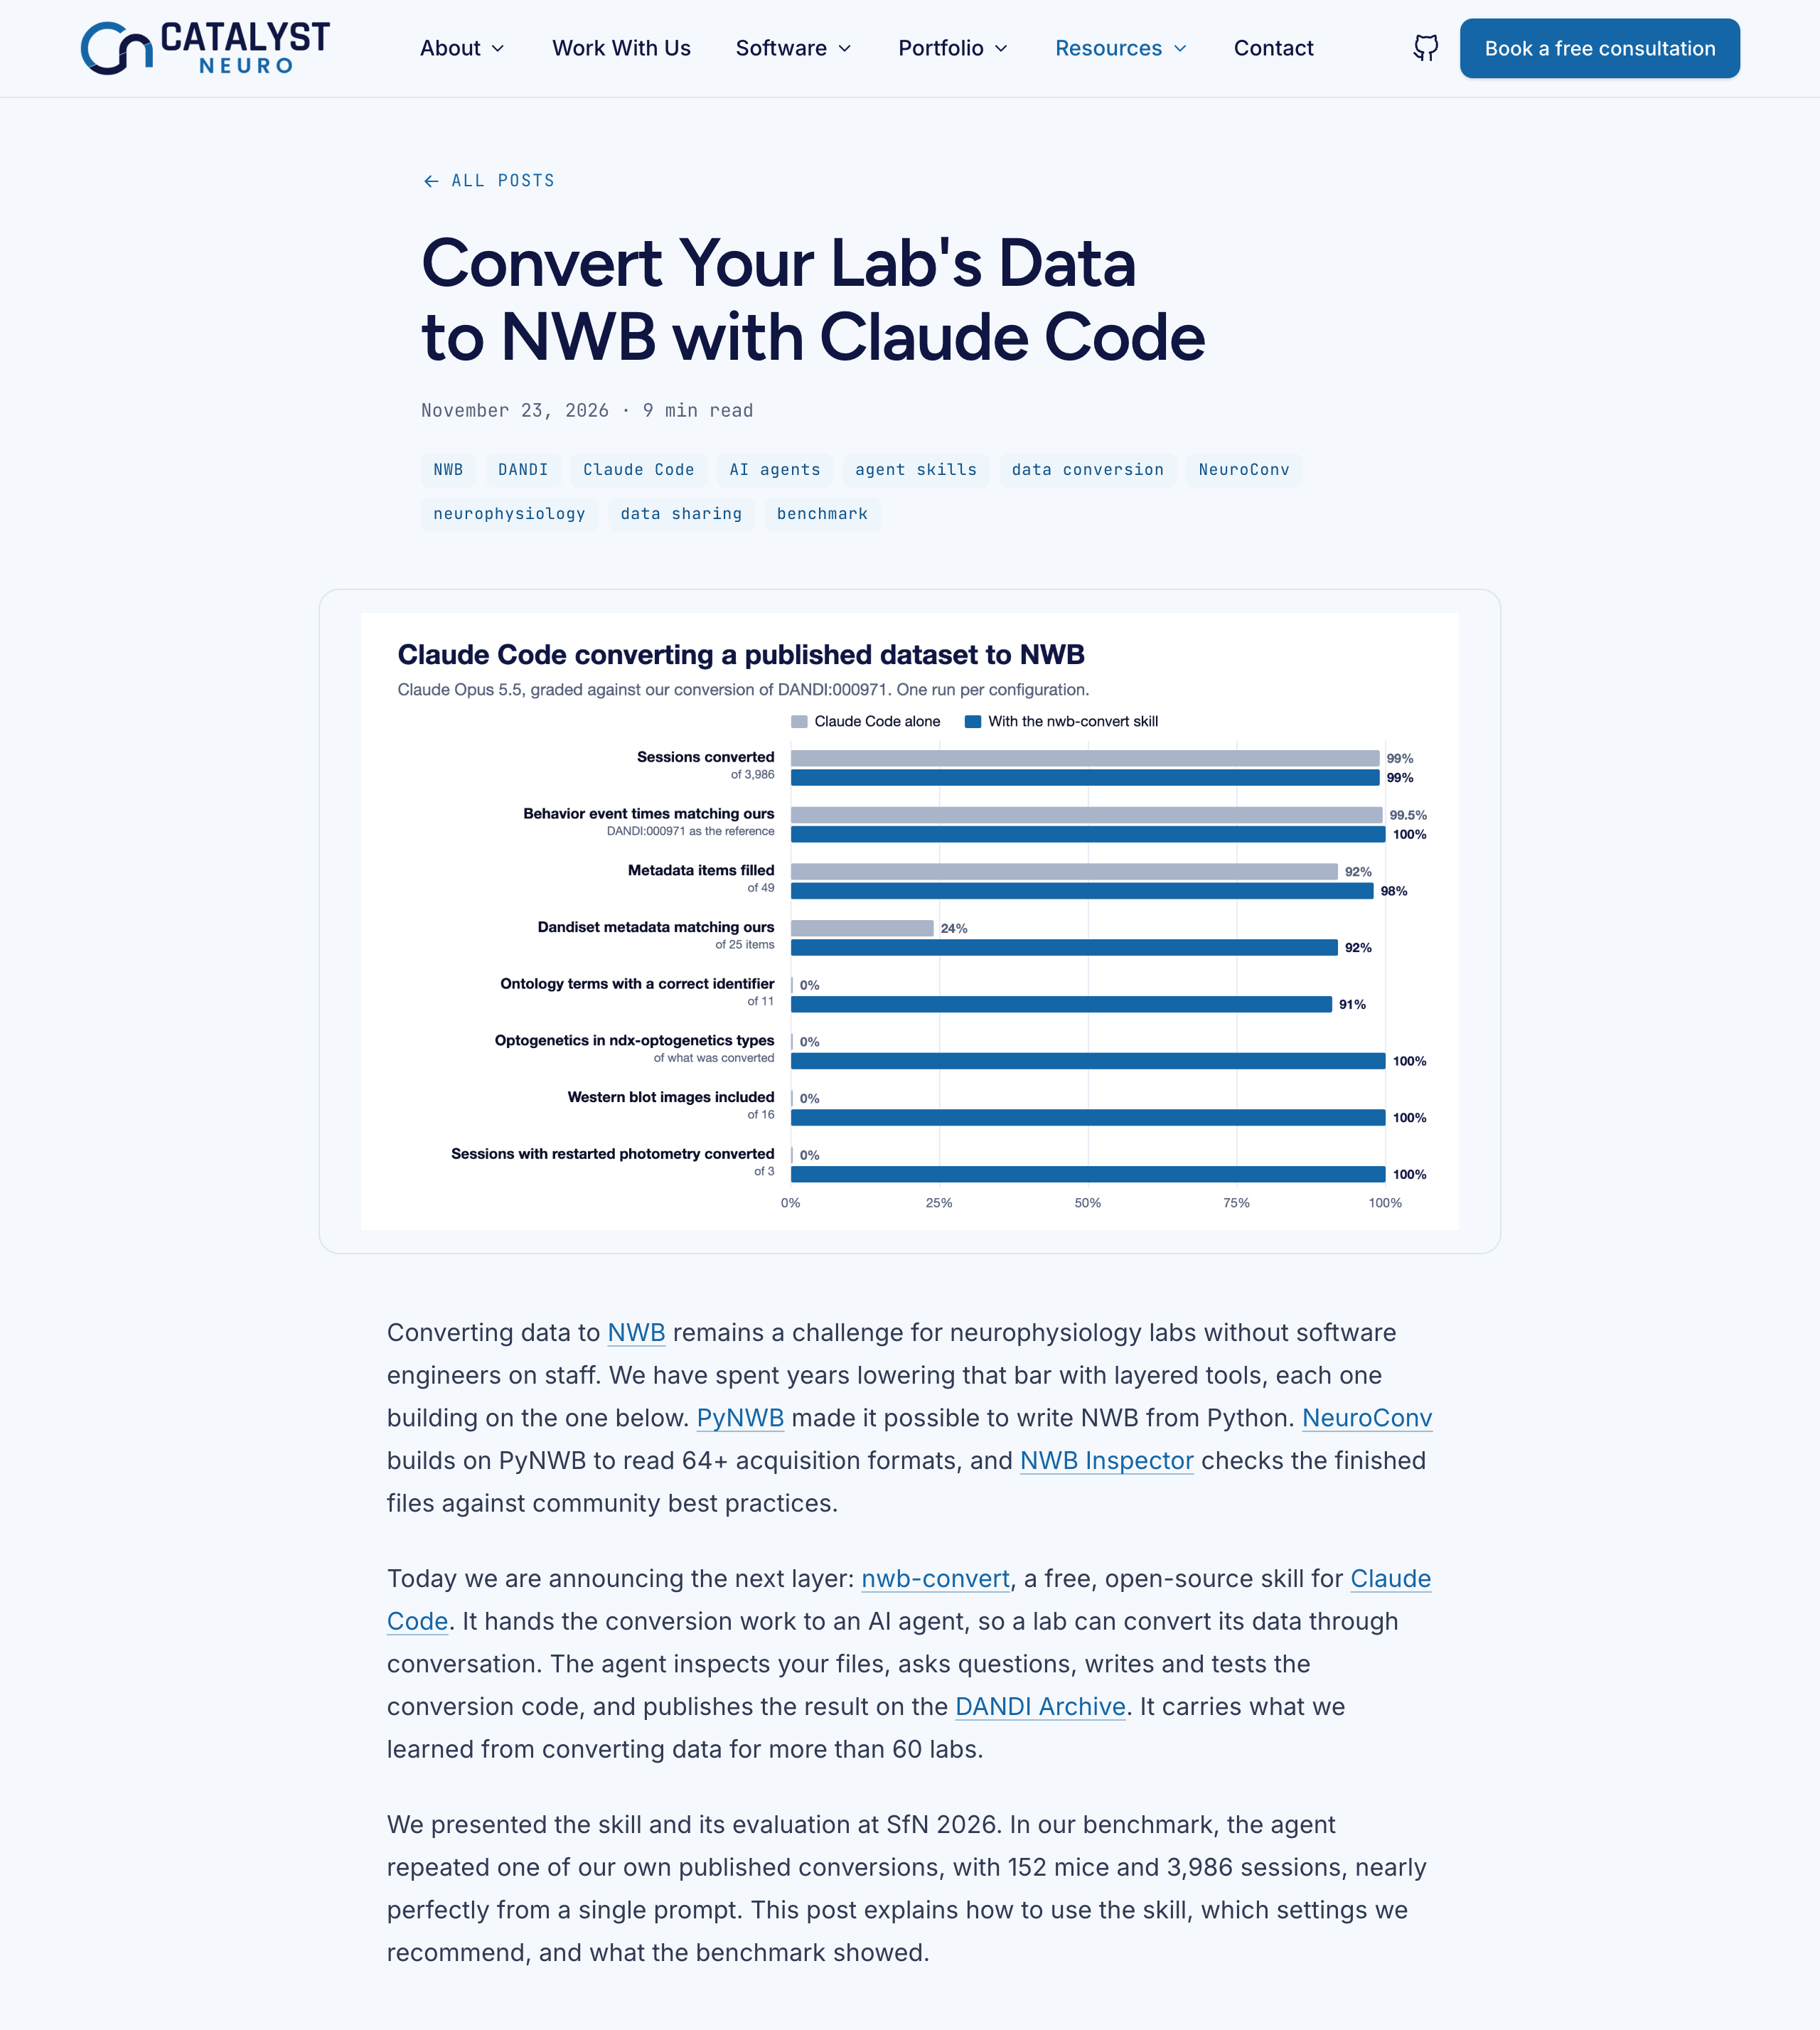 CATALYST
NEURO
About
Work With Us
Software
Portfolio
Resources
Contact
Book a free consultation
← ALL POSTS
Convert Your Lab's Data
to NWB with Claude Code
November 23, 2026 · 9 min read
NWB
DANDI
Claude Code
AI agents
agent skills
data conversion
NeuroConv
neurophysiology
data sharing
benchmark
Claude Code converting a published dataset to NWB
Claude Opus 5.5, graded against our conversion of DANDI:000971. One run per configuration.
Claude Code alone
With the nwb-convert skill
Sessions converted
of 3,986
99%
99%
Behavior event times matching ours
DANDI:000971 as the reference
99.5%
100%
Metadata items filled
of 49
92%
98%
Dandiset metadata matching ours
of 25 items
24%
92%
Ontology terms with a correct identifier
of 11
0%
91%
Optogenetics in ndx-optogenetics types
of what was converted
0%
100%
Western blot images included
of 16
0%
100%
Sessions with restarted photometry converted
of 3
0%
100%
0%
25%
50%
75%
100%
Converting data to NWB remains a challenge for neurophysiology labs without software
engineers on staff. We have spent years lowering that bar with layered tools, each one
building on the one below. PyNWB made it possible to write NWB from Python. NeuroConv
builds on PyNWB to read 64+ acquisition formats, and NWB Inspector checks the finished
files against community best practices.
Today we are announcing the next layer: nwb-convert, a free, open-source skill for Claude
Code. It hands the conversion work to an AI agent, so a lab can convert its data through
conversation. The agent inspects your files, asks questions, writes and tests the
conversion code, and publishes the result on the DANDI Archive. It carries what we
learned from converting data for more than 60 labs.
We presented the skill and its evaluation at SfN 2026. In our benchmark, the agent
repeated one of our own published conversions, with 152 mice and 3,986 sessions, nearly
perfectly from a single prompt. This post explains how to use the skill, which settings we
recommend, and what the benchmark showed.